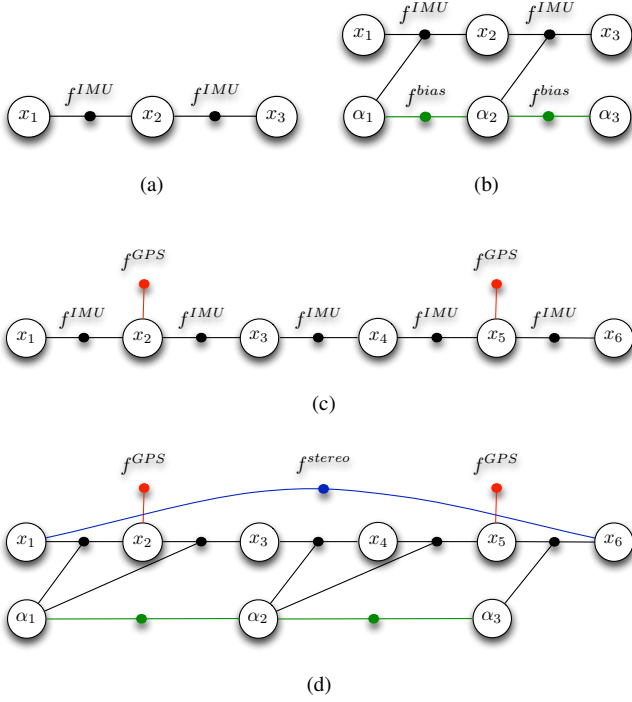 f^{IMU} f^{IMU}
x_1 x_2 x_3
f^{bias} f^{bias}
α_1 α_2 α_3
f^{IMU} f^{IMU}
x_1 x_2 x_3
(a) (b)
f^{GPS} f^{GPS}
f^{IMU} f^{IMU} f^{IMU} f^{IMU} f^{IMU}
x_1 x_2 x_3 x_4 x_5 x_6
(c)
f^{GPS} f^{stereo} f^{GPS}
x_1 x_2 x_3 x_4 x_5 x_6
α_1 α_2 α_3
(d)